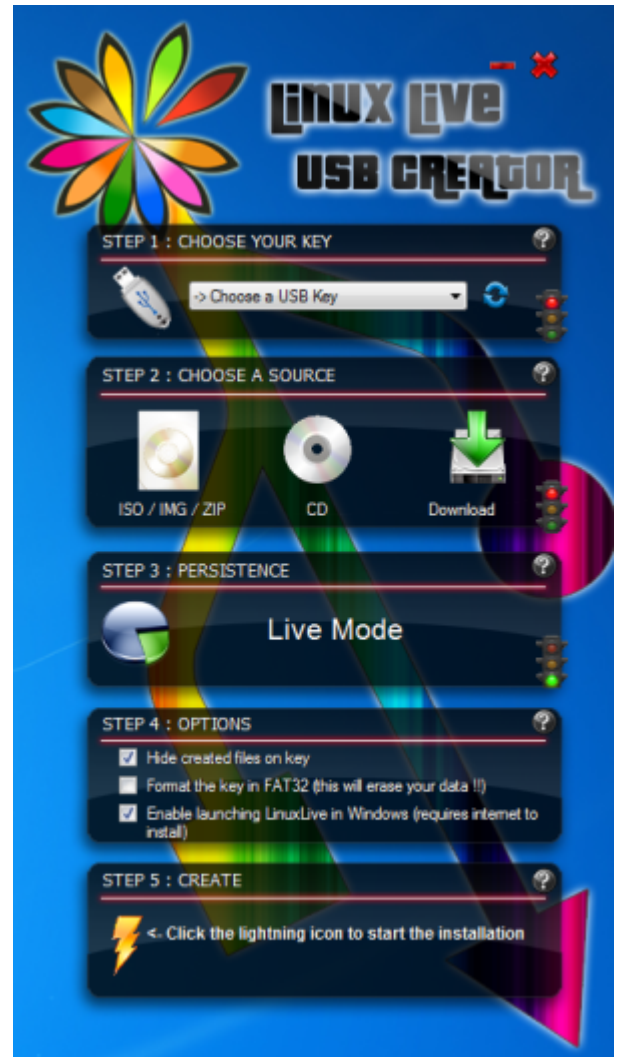 Linux Live
USB Creator
STEP 1 : CHOOSE YOUR KEY
?
-> Choose a USB Key
STEP 2 : CHOOSE A SOURCE
?
ISO / IMG / ZIP
CD
Download
STEP 3 : PERSISTENCE
?
Live Mode
STEP 4 : OPTIONS
?
Hide created files on key
Format the key in FAT32 (this will erase your data !!)
Enable launching LinuxLive in Windows (requires internet to
install)
STEP 5 : CREATE
?
<- Click the lightning icon to start the installation